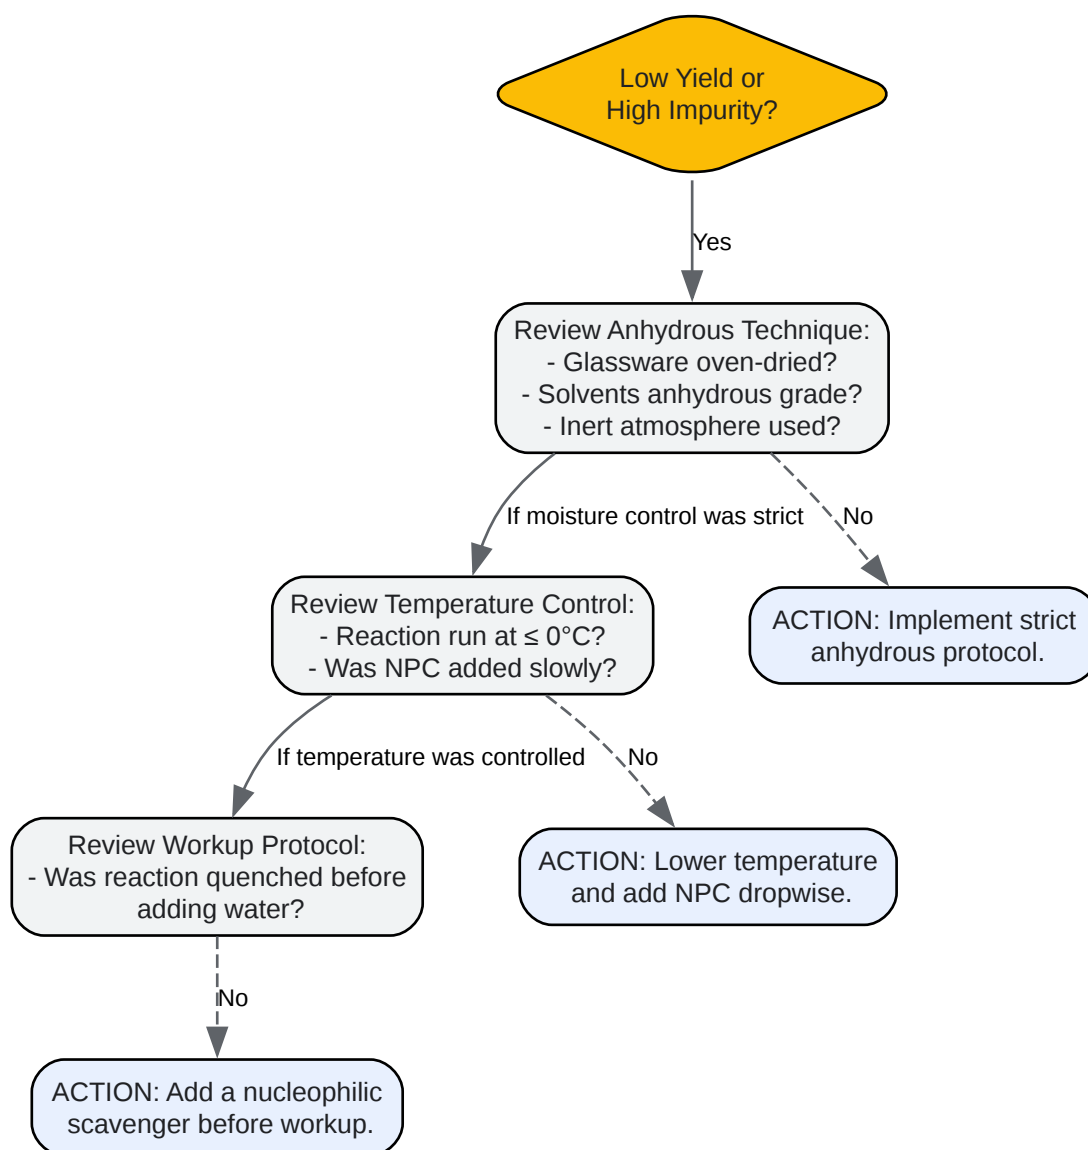 Low Yield or
High Impurity?
Yes
Review Anhydrous Technique:
- Glassware oven-dried?
- Solvents anhydrous grade?
- Inert atmosphere used?
If moisture control was strict
No
Review Temperature Control:
- Reaction run at ≤ 0°C?
- Was NPC added slowly?
ACTION: Implement strict
anhydrous protocol.
If temperature was controlled
No
Review Workup Protocol:
- Was reaction quenched before
adding water?
ACTION: Lower temperature
and add NPC dropwise.
No
ACTION: Add a nucleophilic
scavenger before workup.